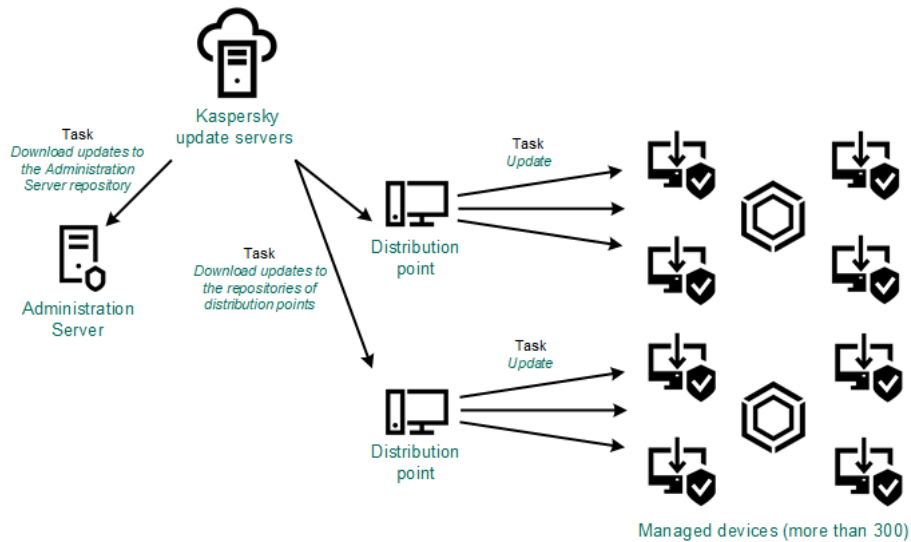 Kaspersky
update servers
Task
Download updates to
the Administration
Server repository
Administration
Server
Task
Download updates to
the repositories of
distribution points
Distribution
point
Task
Update
Distribution
point
Task
Update
Managed devices (more than 300)